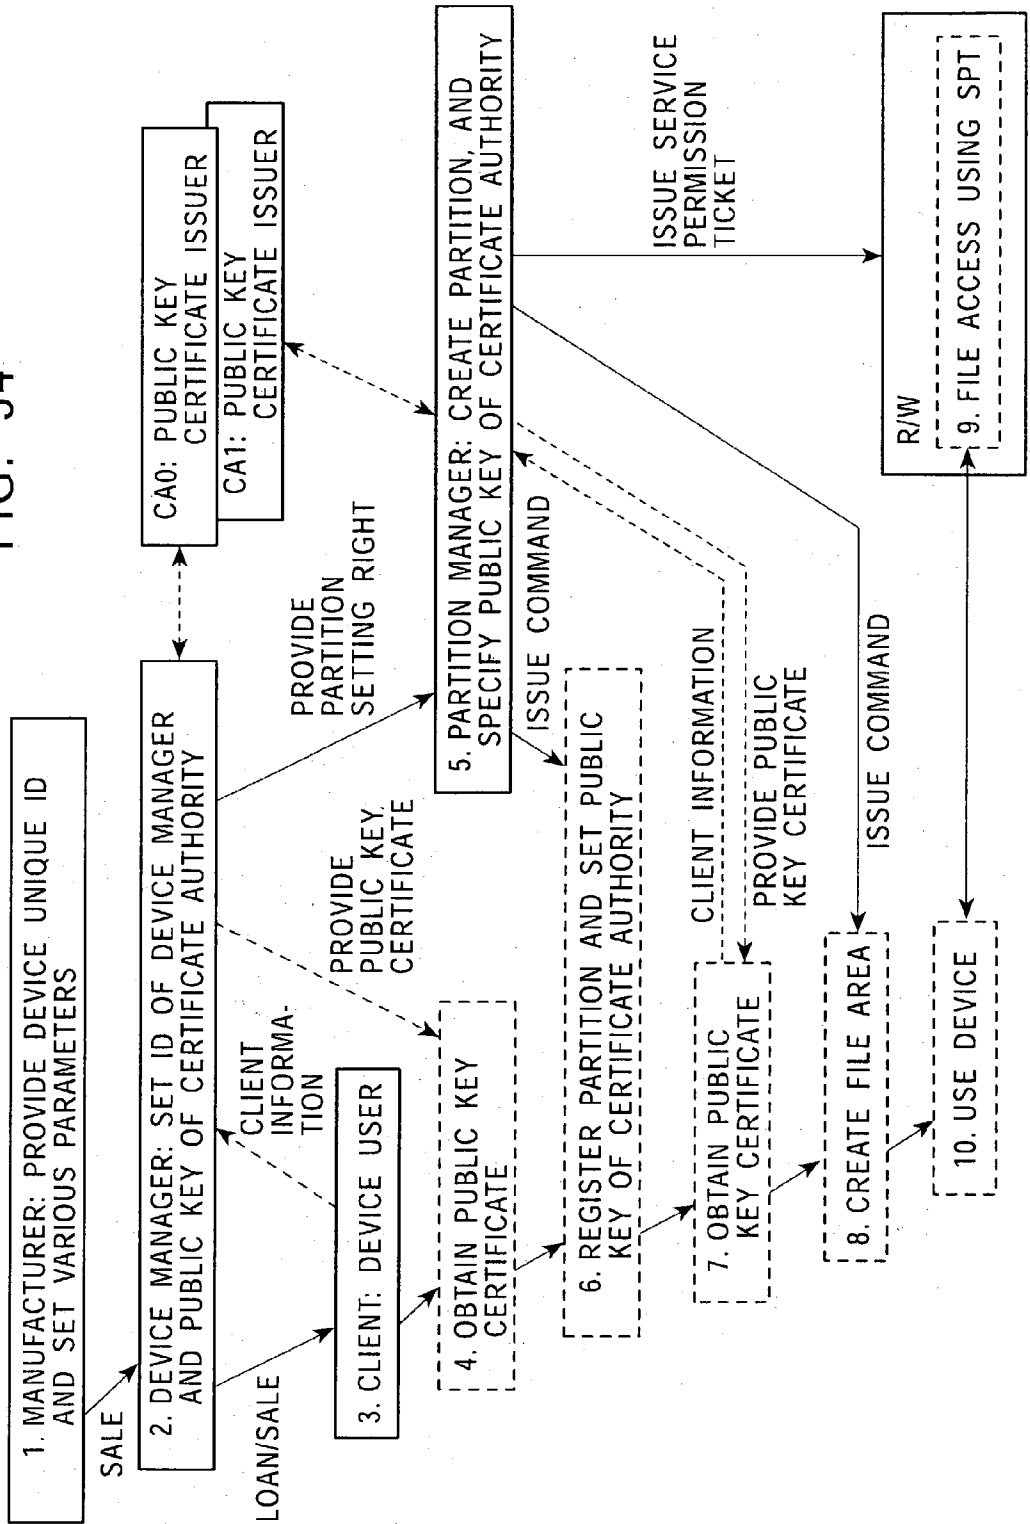 FIG. 34
1. MANUFACTURER: PROVIDE DEVICE UNIQUE ID
AND SET VARIOUS PARAMETERS
SALE
2. DEVICE MANAGER: SET ID OF DEVICE MANAGER
AND PUBLIC KEY OF CERTIFICATE AUTHORITY
CA0: PUBLIC KEY
CERTIFICATE ISSUER
CA1: PUBLIC KEY
CERTIFICATE ISSUER
LOAN/SALE
CLIENT
INFORMA-
TION
PROVIDE
PUBLIC KEY
CERTIFICATE
PROVIDE
PARTITION
SETTING RIGHT
3. CLIENT: DEVICE USER
4. OBTAIN PUBLIC KEY
CERTIFICATE
5. PARTITION MANAGER: CREATE PARTITION, AND
SPECIFY PUBLIC KEY OF CERTIFICATE AUTHORITY
ISSUE COMMAND
6. REGISTER PARTITION AND SET PUBLIC
KEY OF CERTIFICATE AUTHORITY
CLIENT INFORMATION
PROVIDE PUBLIC
KEY CERTIFICATE
ISSUE SERVICE
PERMISSION
TICKET
7. OBTAIN PUBLIC
KEY CERTIFICATE
8. CREATE FILE AREA
ISSUE COMMAND
R/W
9. FILE ACCESS USING SPT
10. USE DEVICE